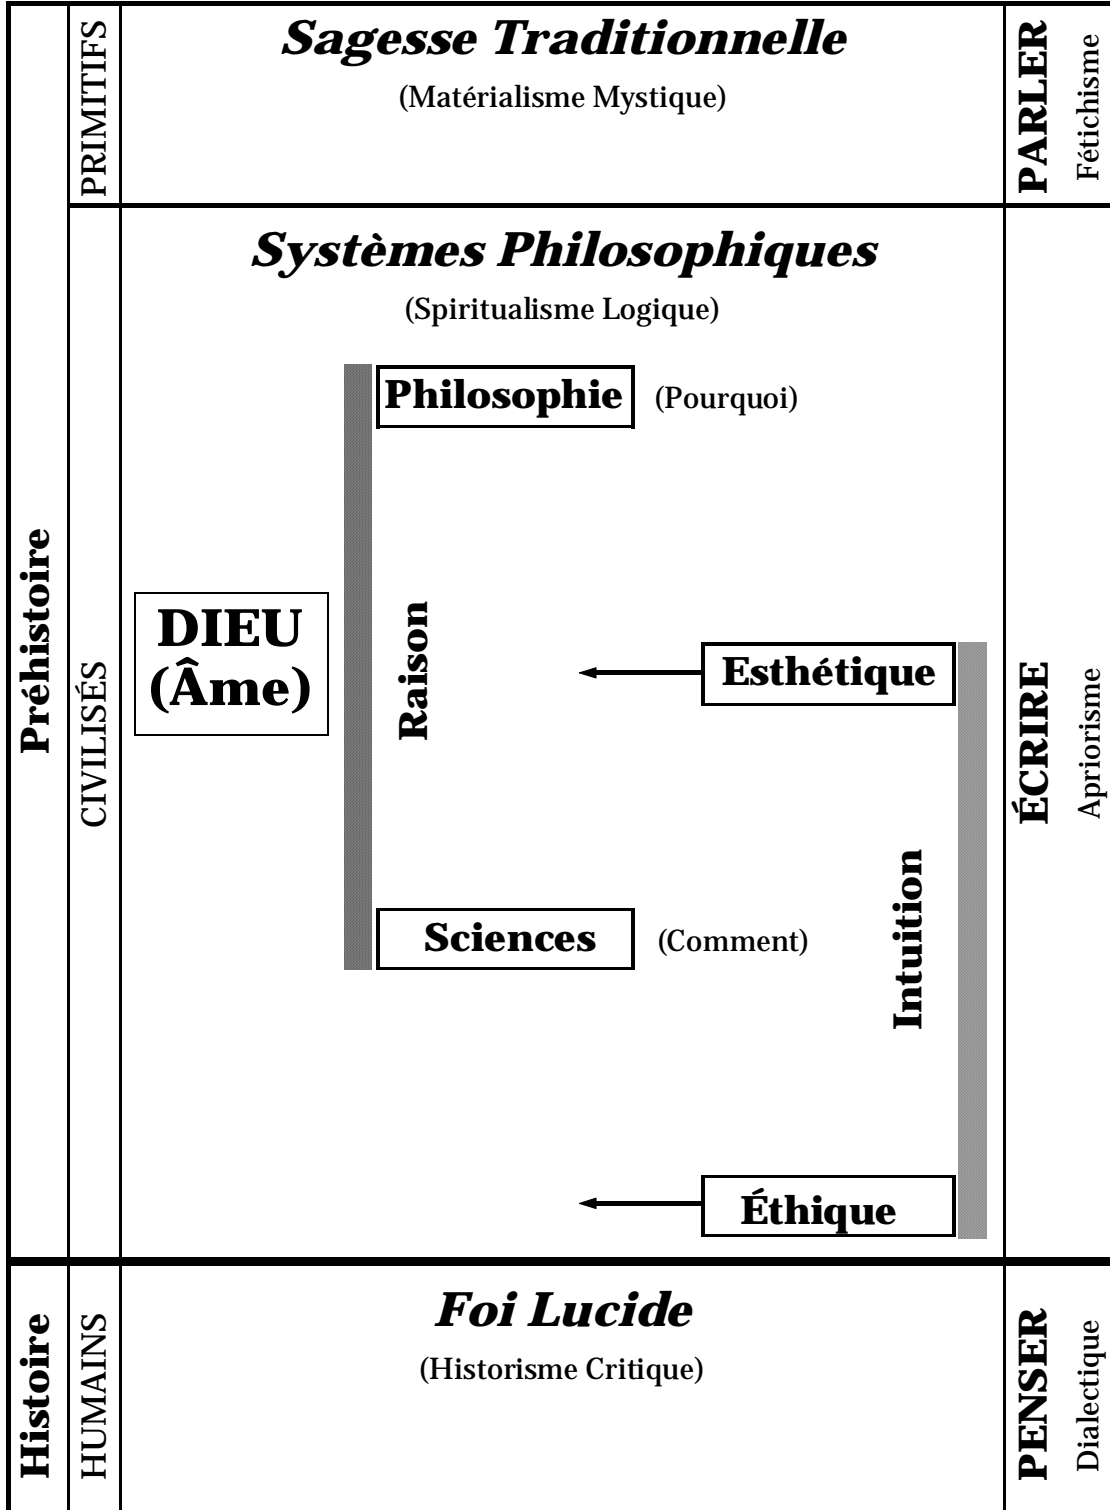 Préhistoire
PRIMITIFS
Sagesse Traditionnelle
(Matérialisme Mystique)
PARLER
Fétichisme
CIVILISÉS
Systèmes Philosophiques
(Spiritualisme Logique)
Philosophie (Pourquoi)
DIEU
(Âme)
Raison
Esthétique
Sciences (Comment)
Intuition
Éthique
ÉCRIRE
Apriorisme
Histoire
HUMAINS
Foi Lucide
(Historisme Critique)
PENSER
Dialectique